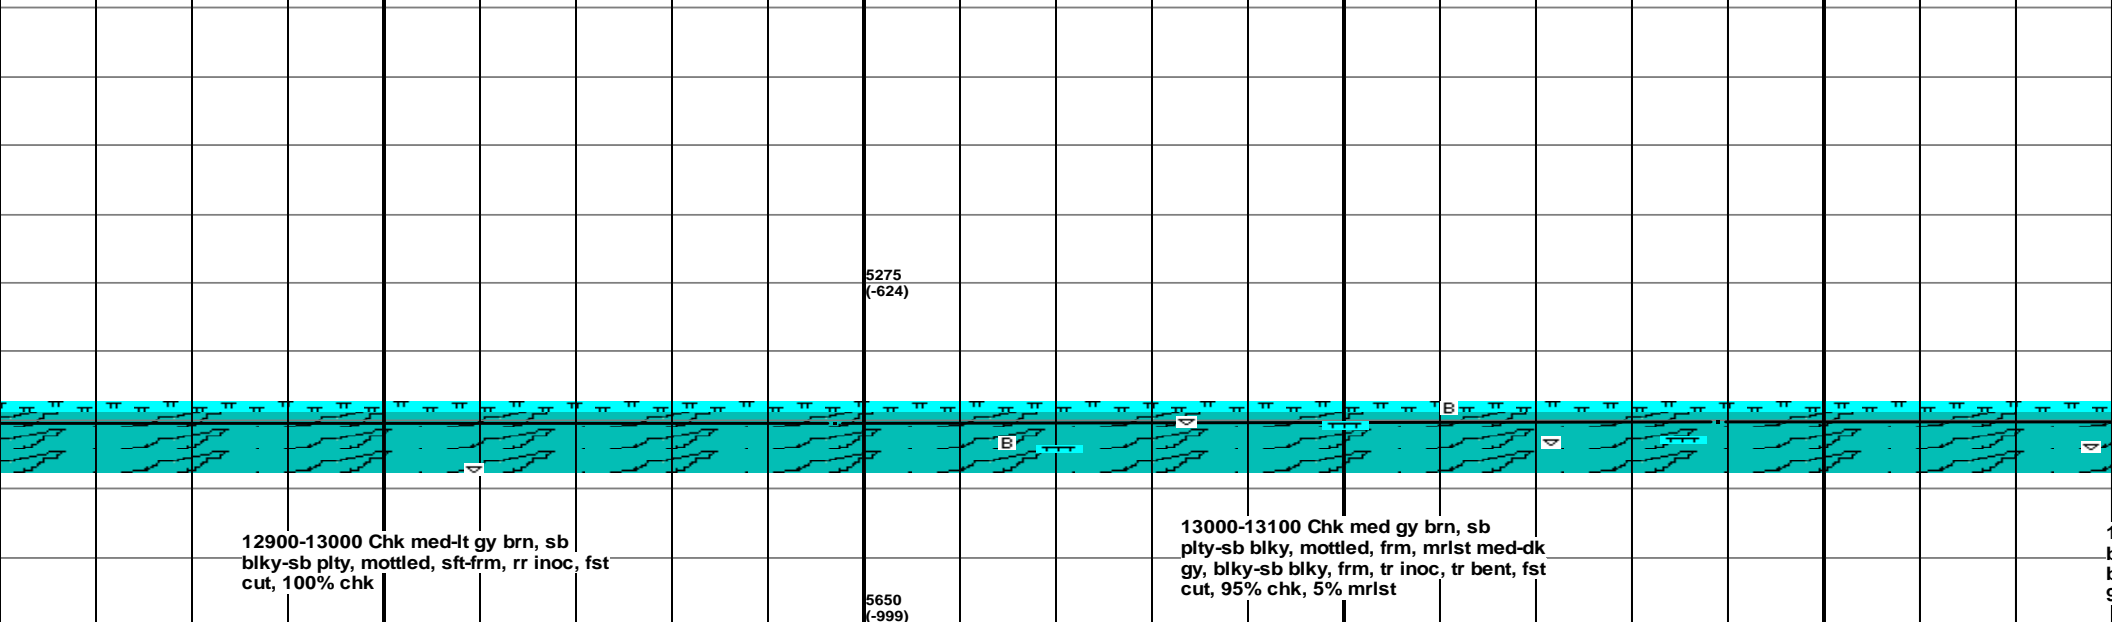 5275
(-624)
B
B
12900-13000 Chk med-lt gy brn, sb
blky-sb plty, mottled, sft-frm, rr inoc, fst
cut, 100% chk
13000-13100 Chk med gy brn, sb
plty-sb blky, mottled, frm, mrlst med-dk
gy, blky-sb blky, frm, tr inoc, tr bent, fst
cut, 95% chk, 5% mrlst
5650
(-999)